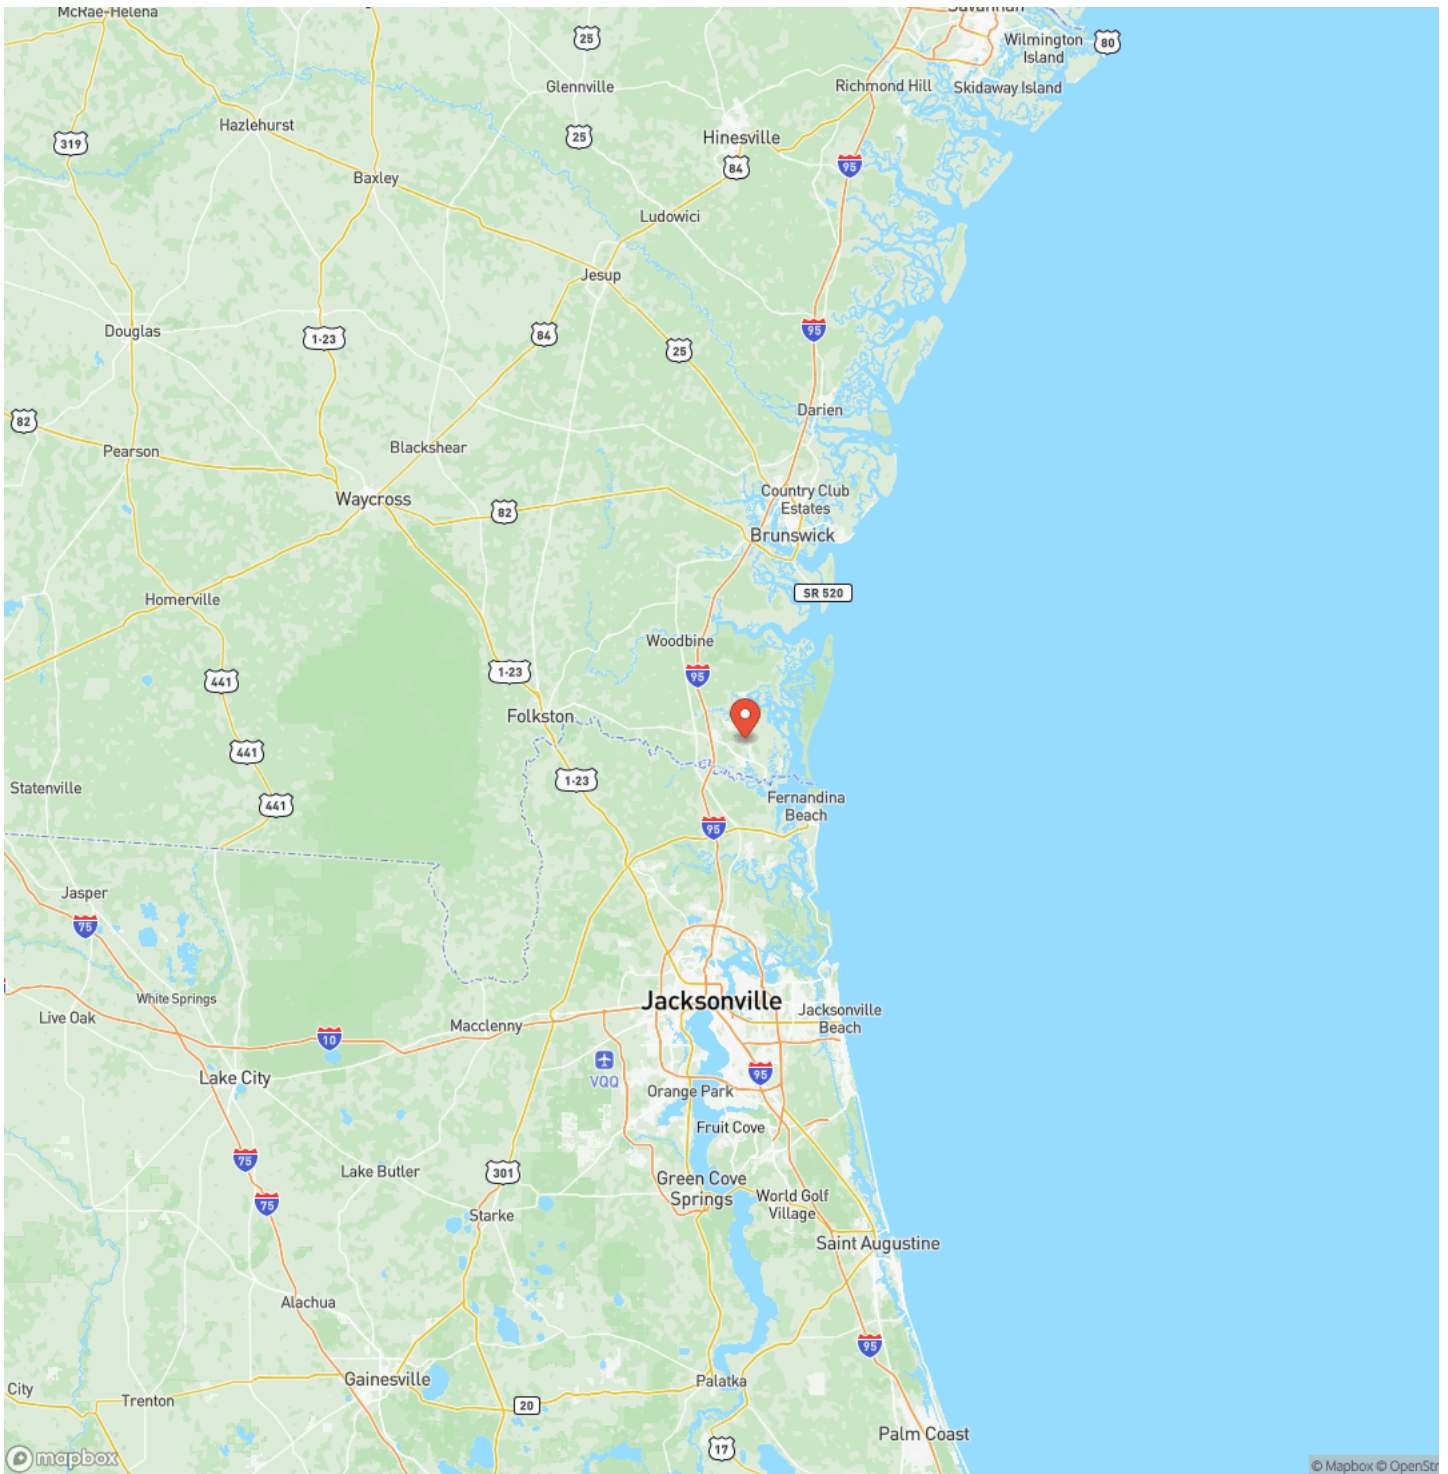 McRae-Helena
Savannah
25
Wilmington
Island
80
Glennville
Richmond Hill
Skidaway Island
Hazlehurst
319
25
Hinesville
84
95
Baxley
Ludowici
Jesup
Douglas
1-23
84
25
95
82
Darien
Pearson
Blackshear
Waycross
82
Country Club
Estates
Brunswick
Homerville
SR 520
Woodbine
441
1-23
95
Folkston
441
1-23
Statenville
441
Fernandina
Beach
95
Jasper
75
White Springs
Jacksonville
Live Oak
Macclenny
Jacksonville
Beach
10
VQQ
95
Lake City
Orange Park
Fruit Cove
75
Lake Butler
301
Green Cove
Springs
75
World Golf
Village
Starke
Saint Augustine
Alachua
95
Gainesville
Palatka
City
Trenton
20
17
Palm Coast
mapbox
© Mapbox © OpenStr